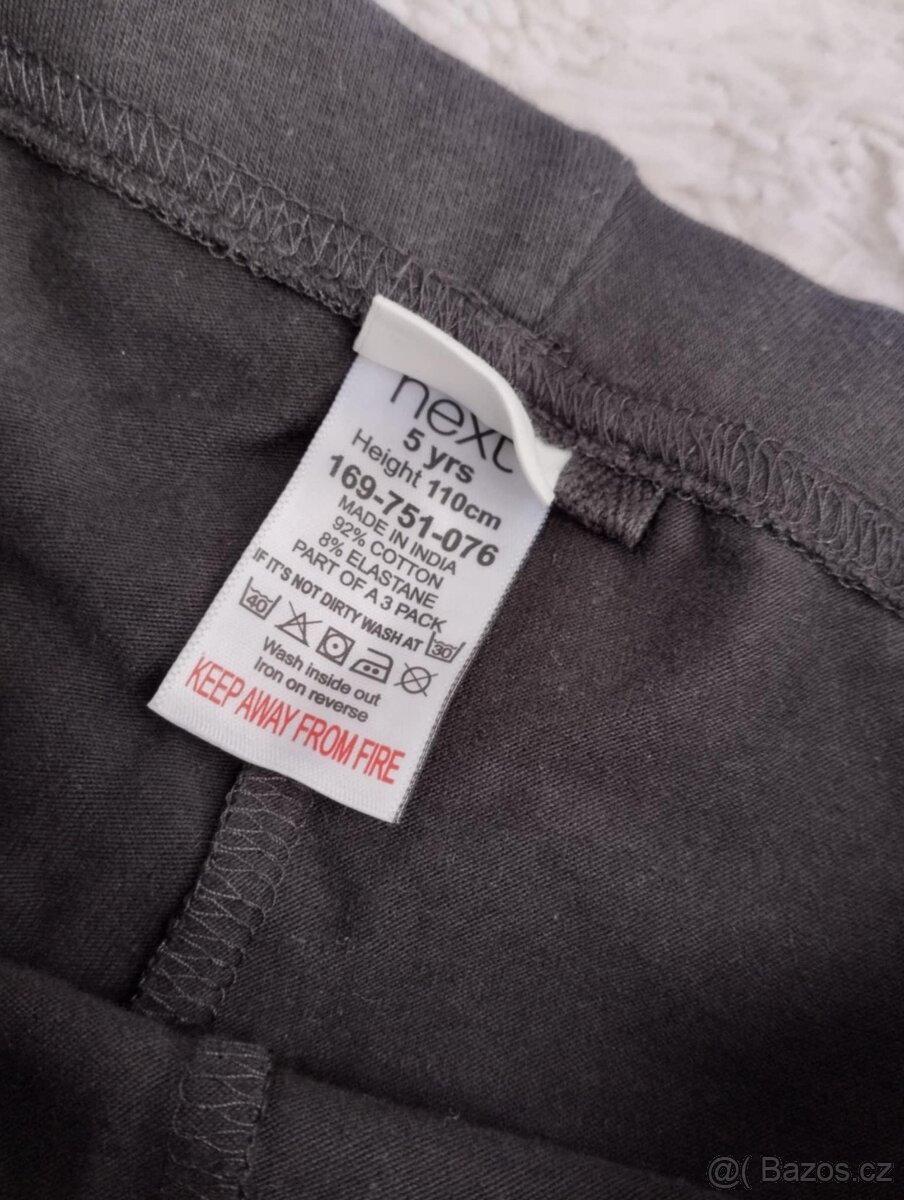 next
5 yrs
Height 110cm
169-751-076
MADE IN INDIA
92% COTTON
8% ELASTANE
PART OF A 3 PACK
IF IT'S NOT DIRTY WASH AT 30
40
Wash inside out
Iron on reverse
KEEP AWAY FROM FIRE
@( Bazos.cz